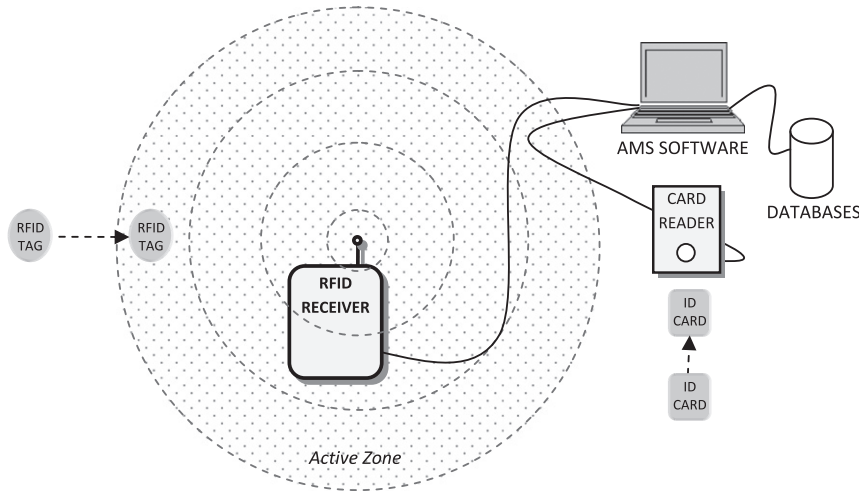 RFID
TAG
RFID
TAG
RFID
RECEIVER
Active Zone
AMS SOFTWARE
DATABASES
CARD
READER
ID
CARD
ID
CARD